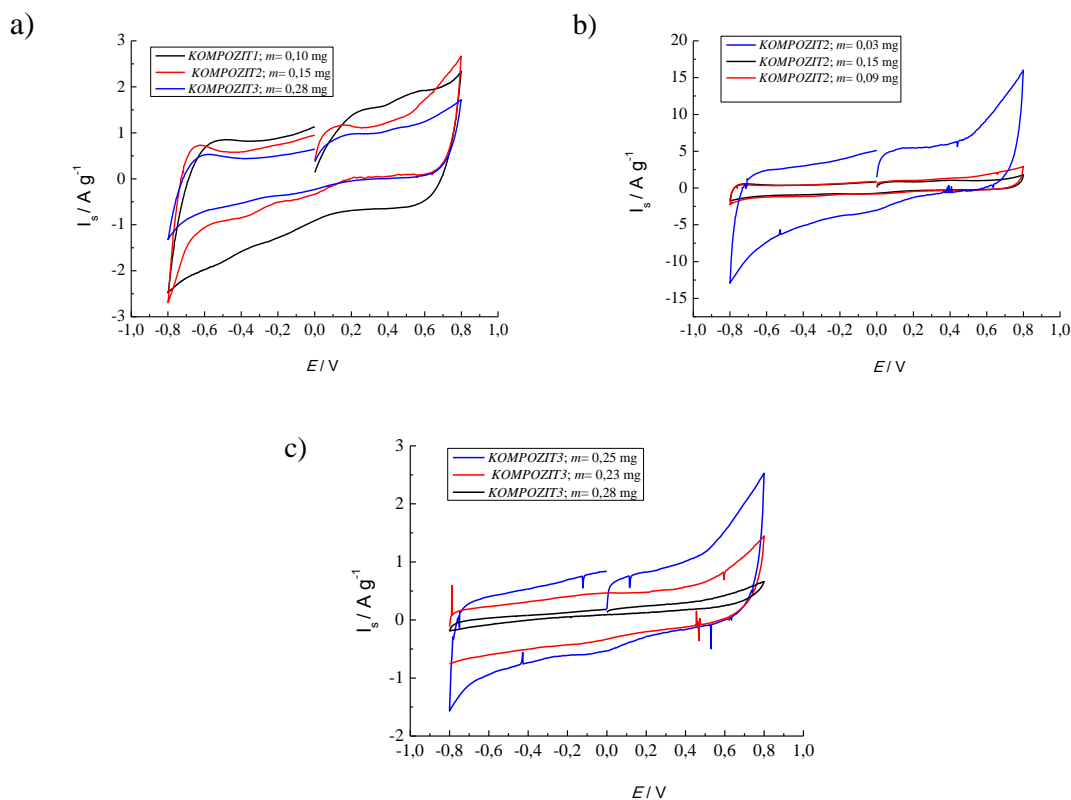 a)
KOMPOZIT1; m= 0,10 mg
KOMPOZIT2; m= 0,15 mg
KOMPOZIT3; m= 0,28 mg
3
2
1
0
-1
-2
-3
I_s / A g⁻¹
-1,0 -0,8 -0,6 -0,4 -0,2 0,0 0,2 0,4 0,6 0,8 1,0
E / V
b)
KOMPOZIT2; m= 0,03 mg
KOMPOZIT2; m= 0,15 mg
KOMPOZIT2; m= 0,09 mg
20
15
10
5
0
-5
-10
-15
I_s / A g⁻¹
-1,0 -0,8 -0,6 -0,4 -0,2 0,0 0,2 0,4 0,6 0,8 1,0
E / V
c)
KOMPOZIT3; m= 0,25 mg
KOMPOZIT3; m= 0,23 mg
KOMPOZIT3; m= 0,28 mg
3
2
1
0
-1
-2
I_s / A g⁻¹
-1,0 -0,8 -0,6 -0,4 -0,2 0,0 0,2 0,4 0,6 0,8 1,0
E / V